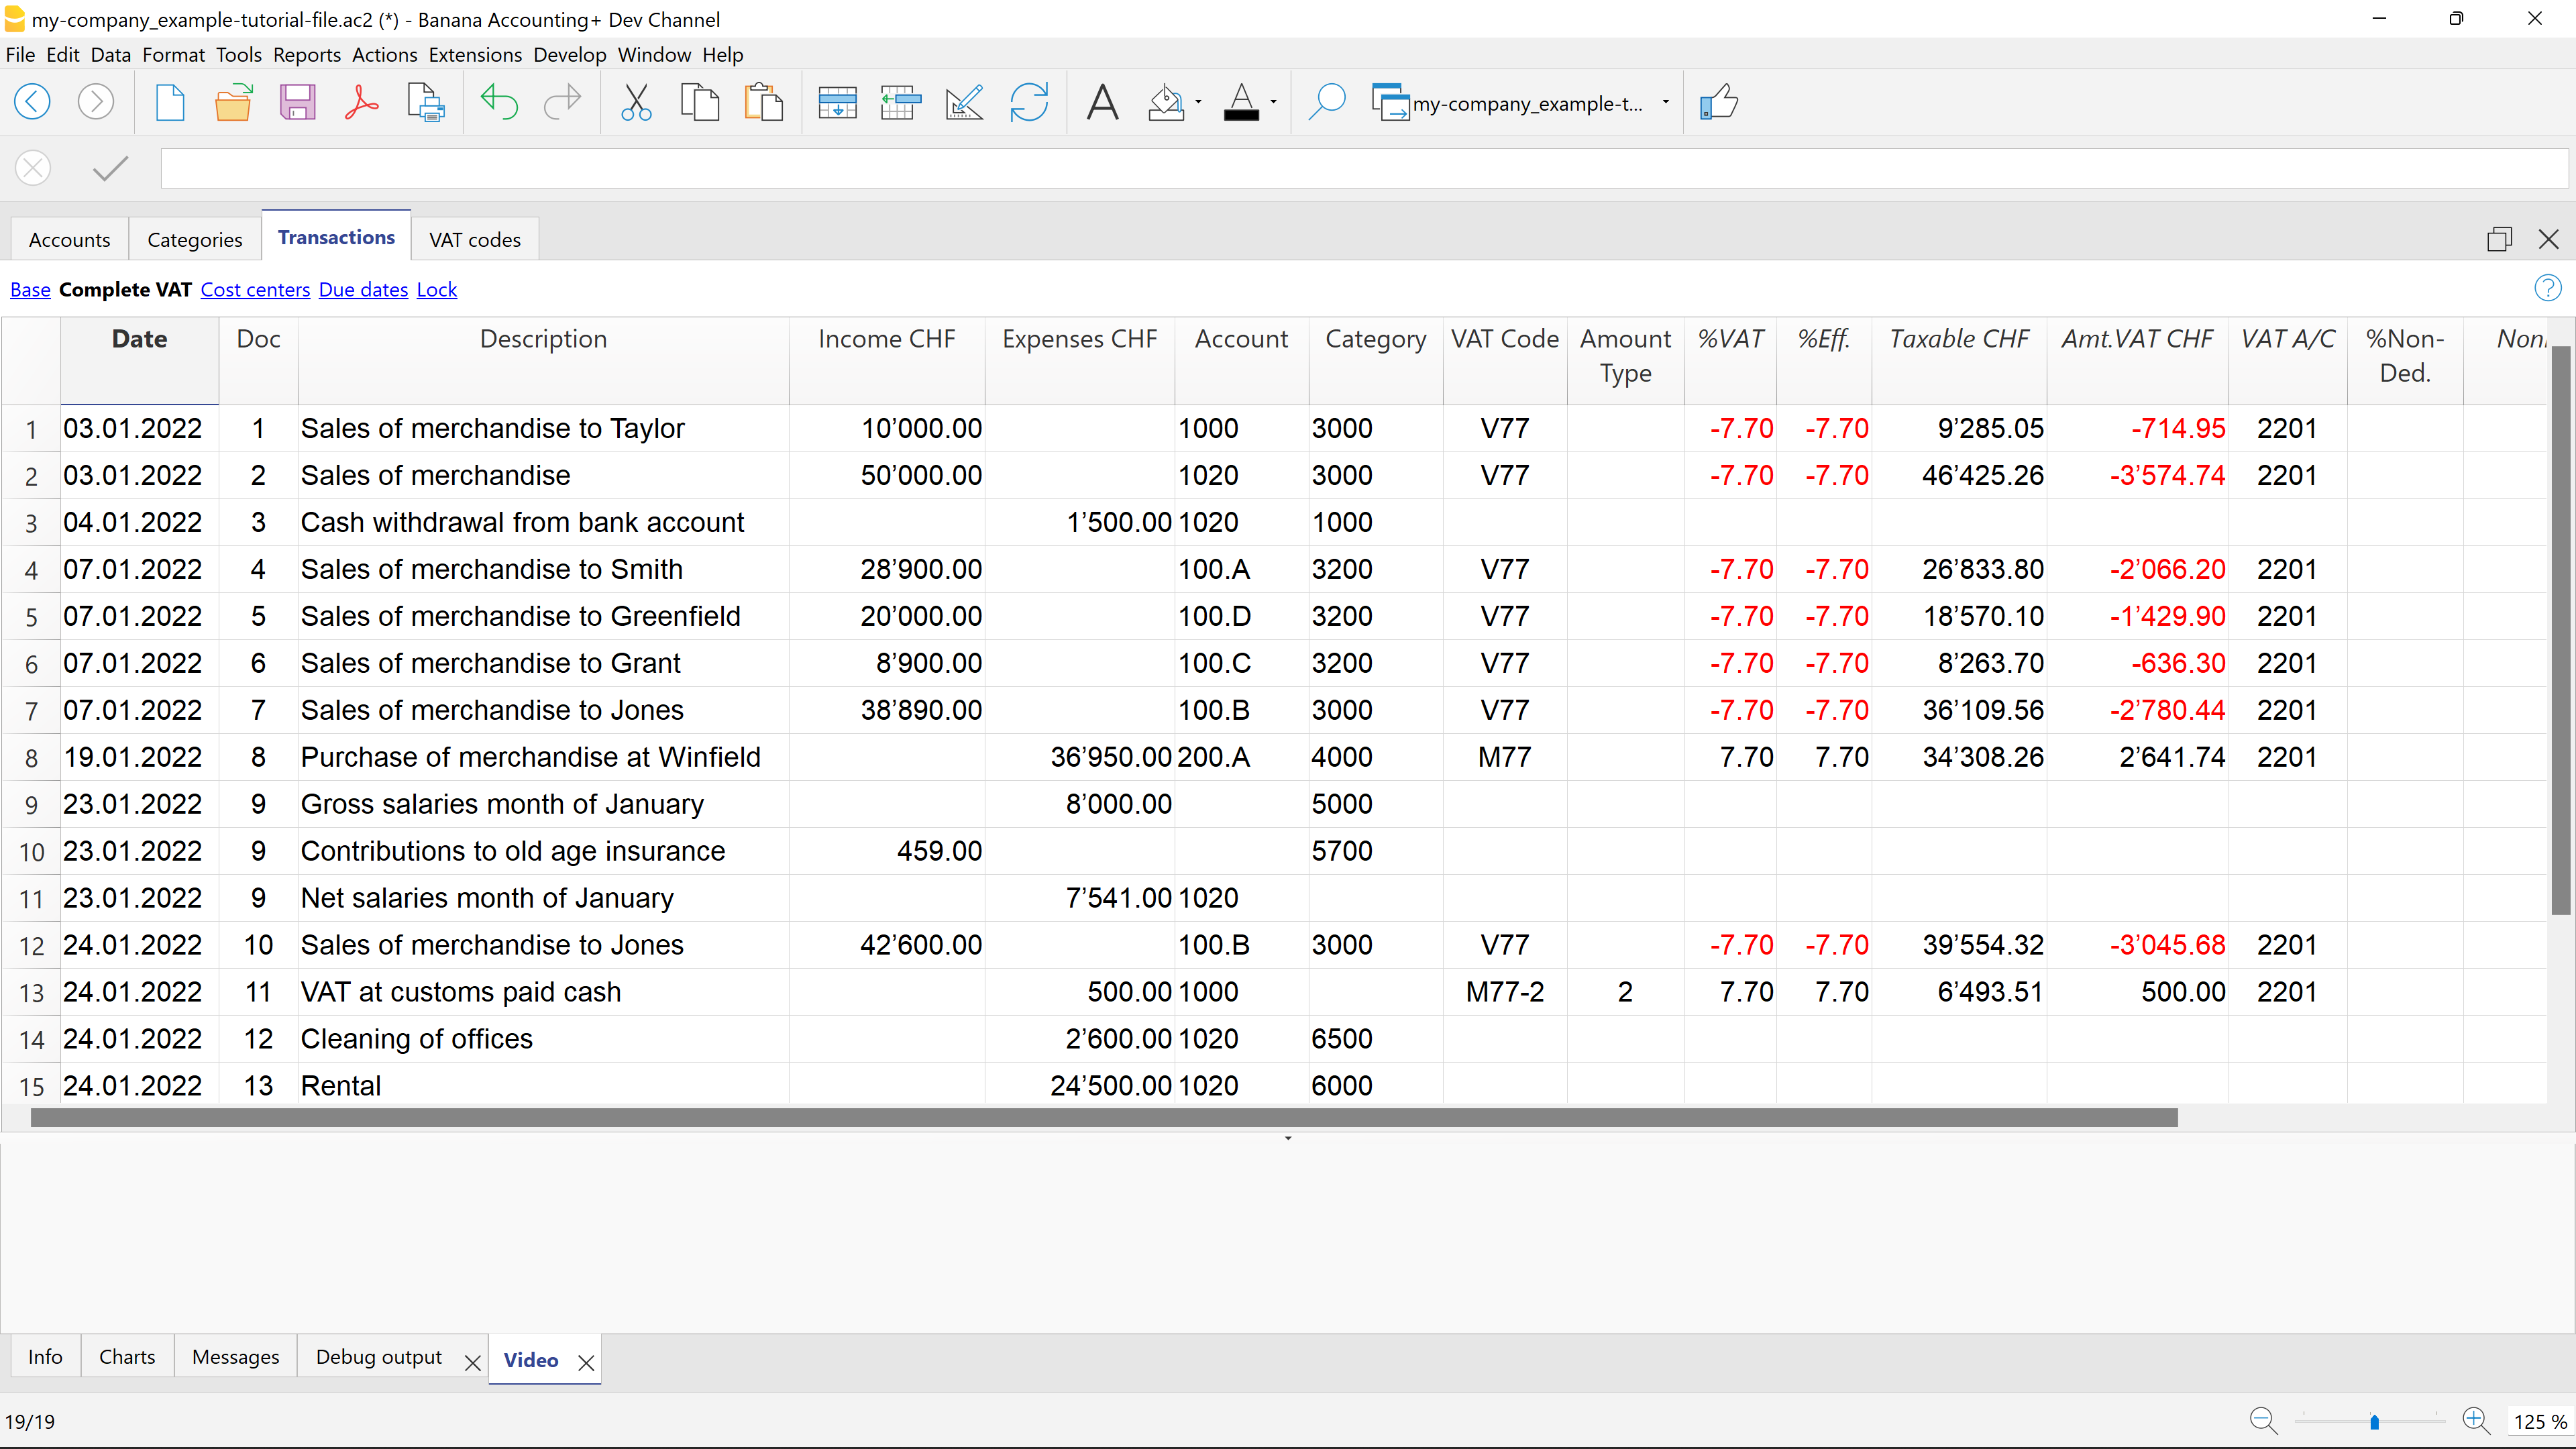 my-company_example-tutorial-file.ac2 (*) - Banana Accounting+ Dev Channel
File Edit Data Format Tools Reports Actions Extensions Develop Window Help
my-company_example-t...
Accounts Categories Transactions VAT codes
Base Complete VAT Cost centers Due dates Lock
Date Doc Description Income CHF Expenses CHF Account Category VAT Code Amount Type %VAT %Eff. Taxable CHF Amt.VAT CHF VAT A/C %Non-Ded.
1 03.01.2022 1 Sales of merchandise to Taylor 10’000.00 1000 3000 V77 -7.70 -7.70 9’285.05 -714.95 2201
2 03.01.2022 2 Sales of merchandise 50’000.00 1020 3000 V77 -7.70 -7.70 46’425.26 -3’574.74 2201
3 04.01.2022 3 Cash withdrawal from bank account 1’500.00 1020 1000
4 07.01.2022 4 Sales of merchandise to Smith 28’900.00 100.A 3200 V77 -7.70 -7.70 26’833.80 -2’066.20 2201
5 07.01.2022 5 Sales of merchandise to Greenfield 20’000.00 100.D 3200 V77 -7.70 -7.70 18’570.10 -1’429.90 2201
6 07.01.2022 6 Sales of merchandise to Grant 8’900.00 100.C 3200 V77 -7.70 -7.70 8’263.70 -636.30 2201
7 07.01.2022 7 Sales of merchandise to Jones 38’890.00 100.B 3000 V77 -7.70 -7.70 36’109.56 -2’780.44 2201
8 19.01.2022 8 Purchase of merchandise at Winfield 36’950.00 200.A 4000 M77 7.70 7.70 34’308.26 2’641.74 2201
9 23.01.2022 9 Gross salaries month of January 8’000.00 5000
10 23.01.2022 9 Contributions to old age insurance 459.00 5700
11 23.01.2022 9 Net salaries month of January 7’541.00 1020
12 24.01.2022 10 Sales of merchandise to Jones 42’600.00 100.B 3000 V77 -7.70 -7.70 39’554.32 -3’045.68 2201
13 24.01.2022 11 VAT at customs paid cash 500.00 1000 M77-2 2 7.70 7.70 6’493.51 500.00 2201
14 24.01.2022 12 Cleaning of offices 2’600.00 1020 6500
15 24.01.2022 13 Rental 24’500.00 1020 6000
Info Charts Messages Debug output Video
19/19
125 %